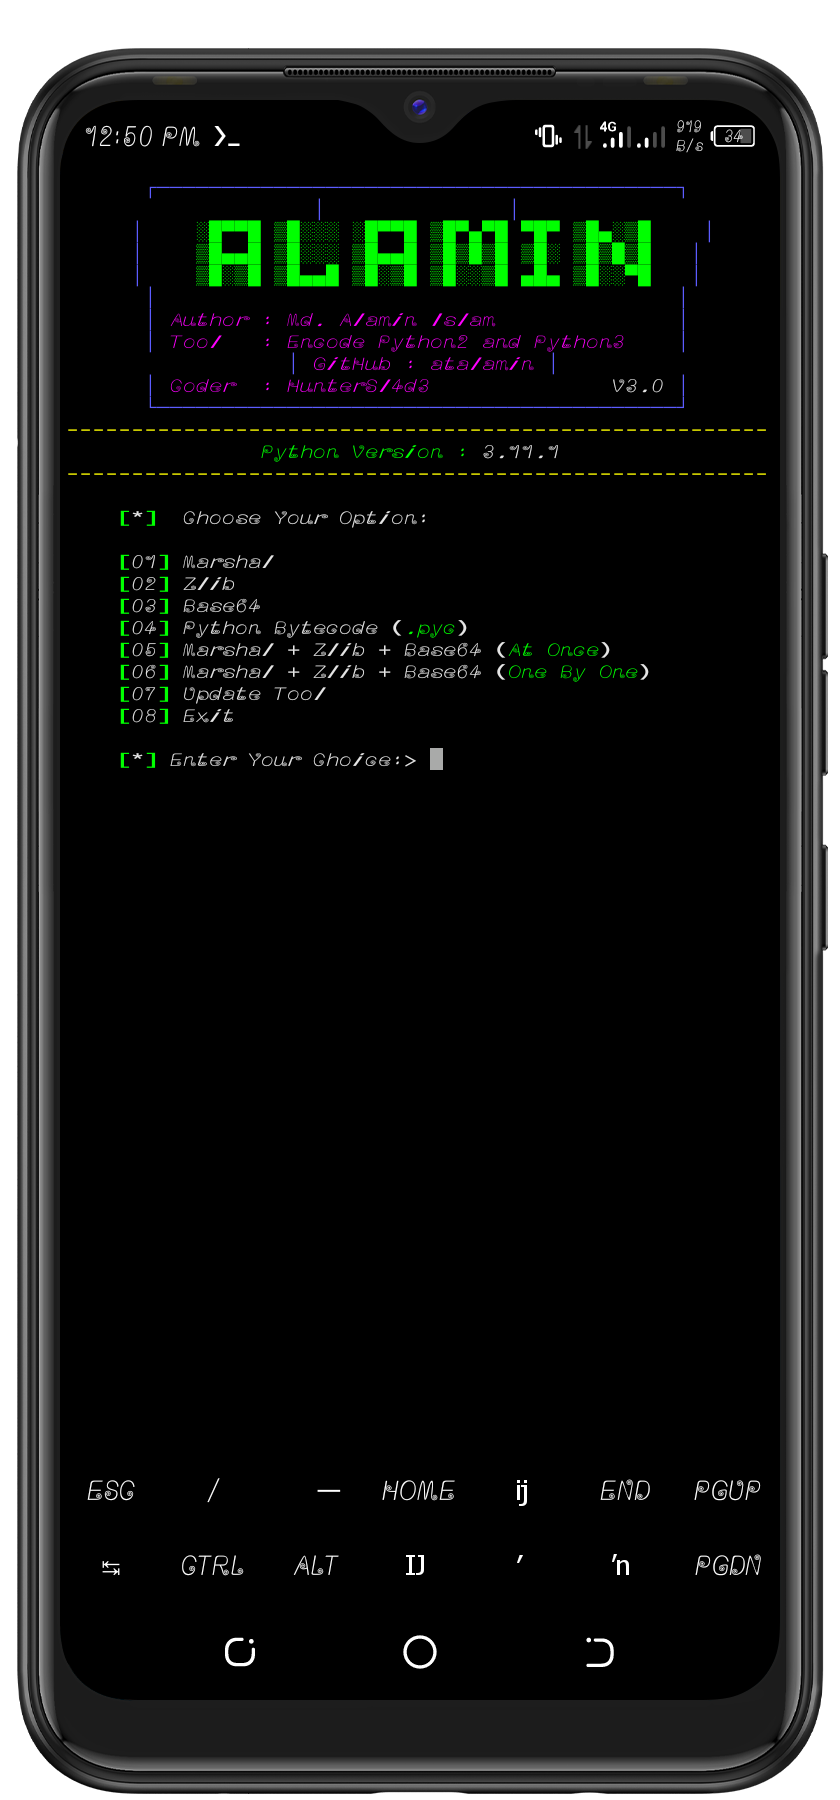 12:50 PM
4G
919 B/s
34
ALAMIN
Author : Md. Alamin Islam
Tool : Encode Python2 and Python3
GitHub : atalamin
Coder : HunterSl4d3 V3.0
Python Version : 3.11.1
[*] Choose Your Option:
[01] Marshal
[02] Zlib
[03] Base64
[04] Python Bytecode (.pyc)
[05] Marshal + Zlib + Base64 (At Once)
[06] Marshal + Zlib + Base64 (One By One)
[07] Update Tool
[08] Exit
[*] Enter Your Choice:>
ESC / — HOME ij END PGUP
↹ CTRL ALT IJ ′ ŉ PGDN